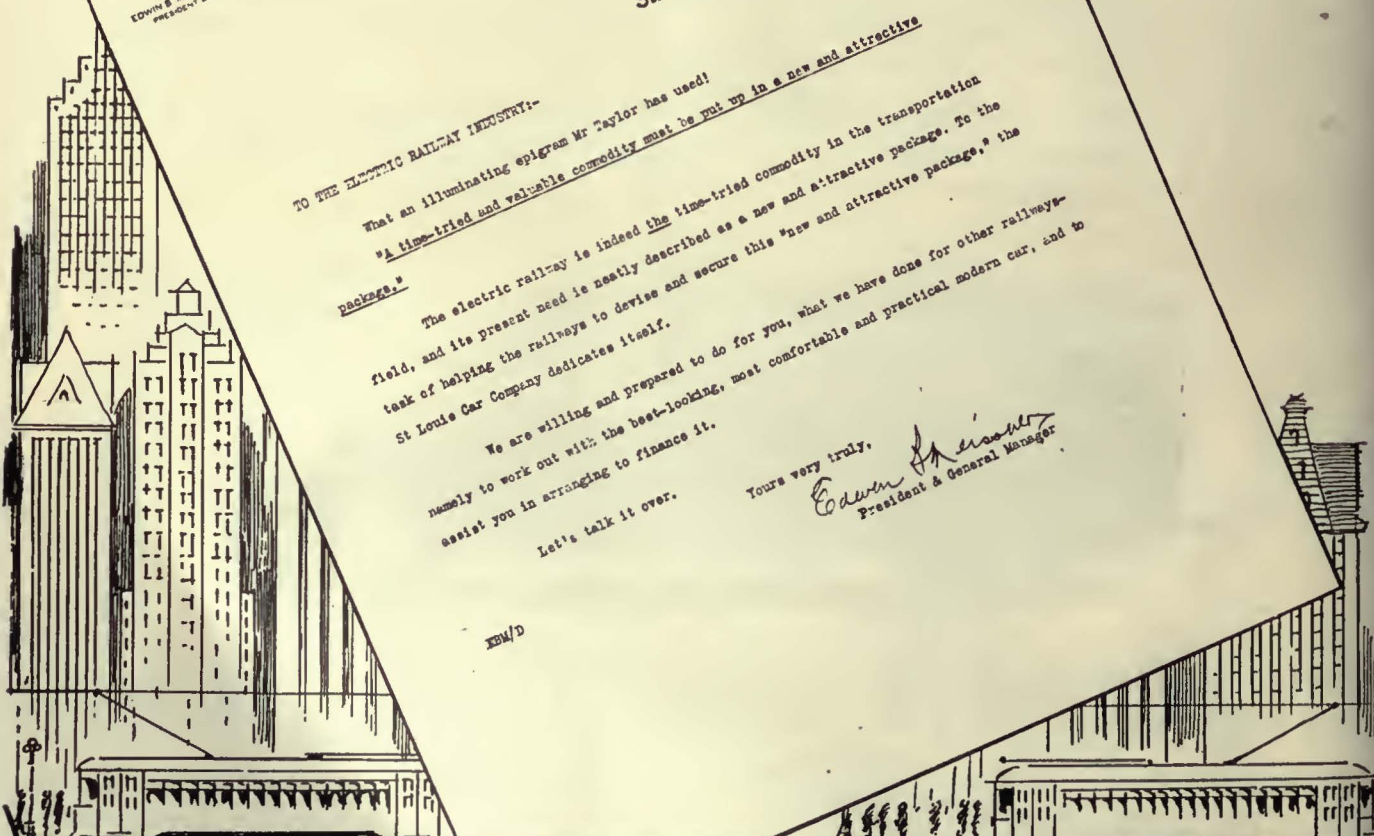 EDWIN B
PRESIDENT
TO THE ELECTRIC RAILWAY INDUSTRY:-
What an illuminating epigram Mr Taylor has used!
"A time-tried and valuable commodity must be put up in a new and attractive
package."
The electric railway is indeed the time-tried commodity in the transportation
field, and its present need is neatly described as a new and attractive package. To the
task of helping the railways to devise and secure this "new and attractive package," the
St Louis Car Company dedicates itself.
We are willing and prepared to do for you, what we have done for other railways-
namely to work out with the best-looking, most comfortable and practical modern car, and to
assist you in arranging to finance it.
Let's talk it over.
Yours very truly,
Edwin B Meissner
President & General Manager
EBM/D